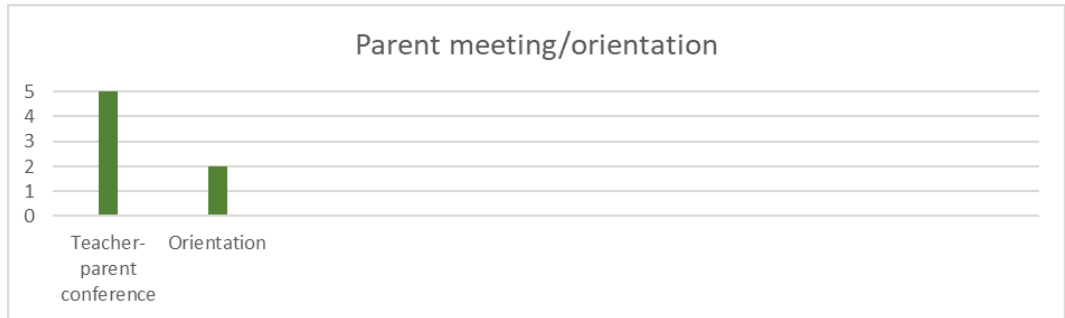 Parent meeting/orientation
5
4
3
2
1
0
Teacher-
parent
conference
Orientation